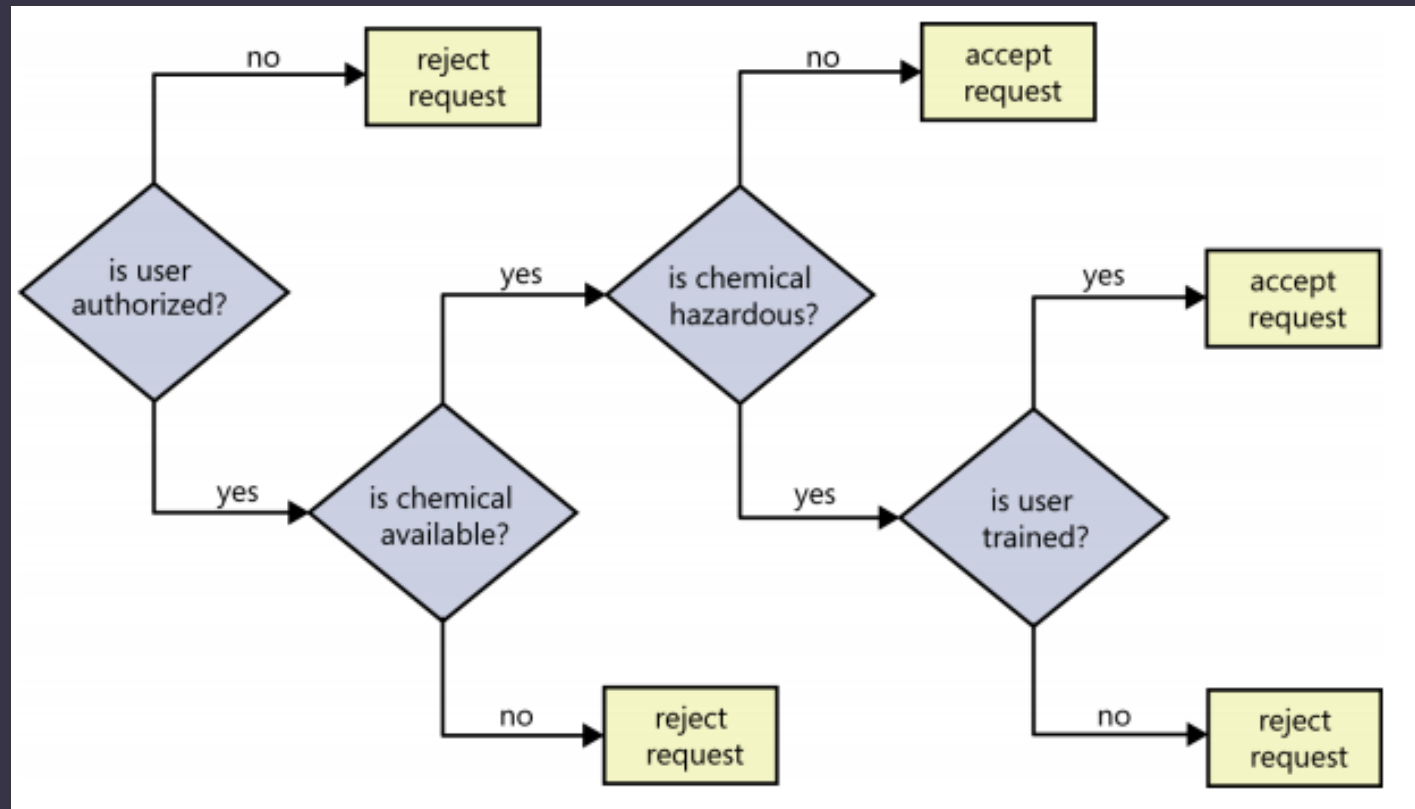 no
reject
request
no
accept
request
is user
authorized?
yes
is chemical
hazardous?
yes
accept
request
yes
is chemical
available?
yes
is user
trained?
no
reject
request
no
reject
request